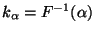 k_α = F^{-1}(α)